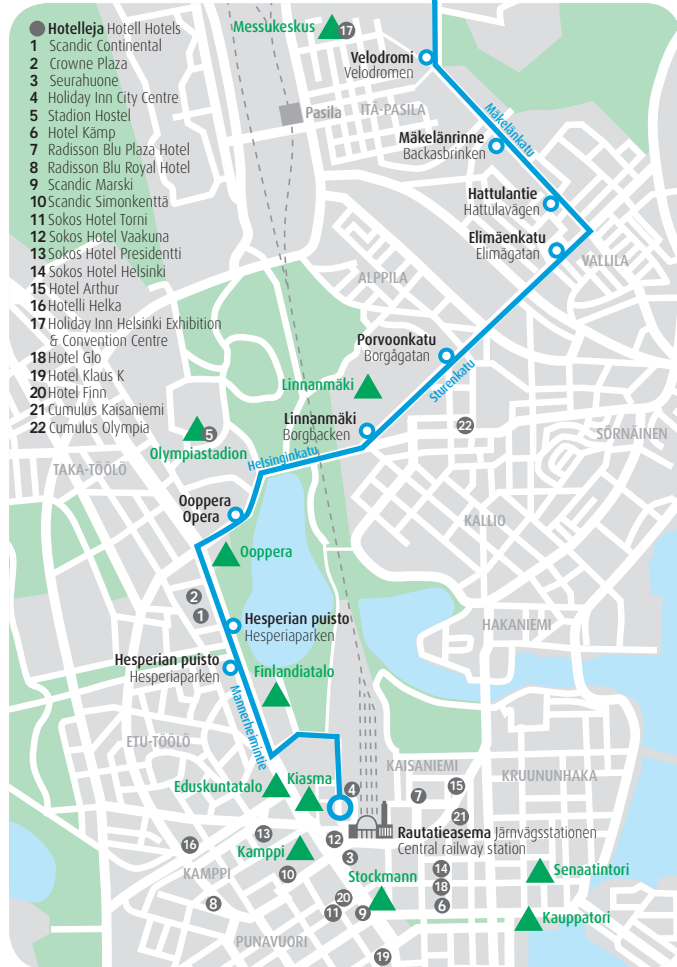 Hotelleja Hotell Hotels
1 Scandic Continental
2 Crowne Plaza
3 Seurahuone
4 Holiday Inn City Centre
5 Stadion Hostel
6 Hotel Kämp
7 Radisson Blu Plaza Hotel
8 Radisson Blu Royal Hotel
9 Scandic Marski
10 Scandic Simonkenttä
11 Sokos Hotel Torni
12 Sokos Hotel Vaakuna
13 Sokos Hotel Presidentti
14 Sokos Hotel Helsinki
15 Hotel Arthur
16 Hotelli Helka
17 Holiday Inn Helsinki Exhibition
& Convention Centre
18 Hotel Glo
19 Hotel Klaus K
20 Hotel Finn
21 Cumulus Kaisaniemi
22 Cumulus Olympia
Messukeskus
17
Velodromi
Velodromen
Pasila
ITÄ-PASILA
Mäkelänkatu
Mäkelänrinne
Backasbrinken
Hattulantie
Hattulavägen
Elimäenkatu
Elimägatan
VALLILA
ALPPILA
Porvoonkatu
Borgågatan
Sturenkatu
Linnanmäki
Linnanmäki
Borgbacken
22
SÖRNÄINEN
5
Olympiastadion
Helsinginkatu
TAKA-TÖÖLÖ
Ooppera
Opera
KALLIO
Ooppera
2
1
Hesperian puisto
Hesperiaparken
HAKANIEMI
Hesperian puisto
Hesperiaparken
Finlandiatalo
Mannerheimintie
ETU-TÖÖLÖ
KAISANIEMI
KRUUNUNHAKA
Eduskuntatalo
Kiasma
4
7
15
21
Rautatieasema Järnvägsstationen
Central railway station
13
12
16
Kamppi
3
KAMPPI
10
Stockmann
14
Senaatintori
18
8
20
6
11
9
Kauppatori
PUNAVUORI
19